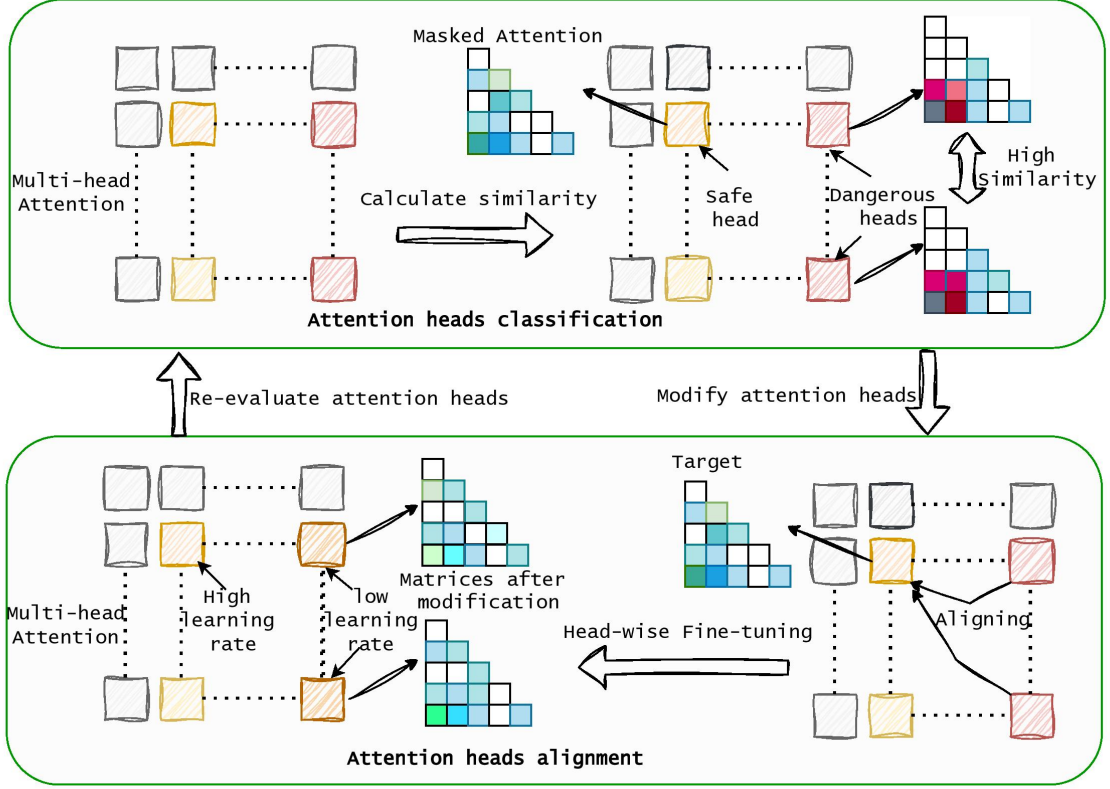 Masked Attention
Multi-head
Attention
Calculate similarity
Safe
head
Dangerous
heads
High
Similarity
Attention heads classification
Re-evaluate attention heads
Modify attention heads
Target
Matrices after
modification
High
learning
rate
low
learning
rate
Multi-head
Attention
Head-wise Fine-tuning
Aligning
Attention heads alignment